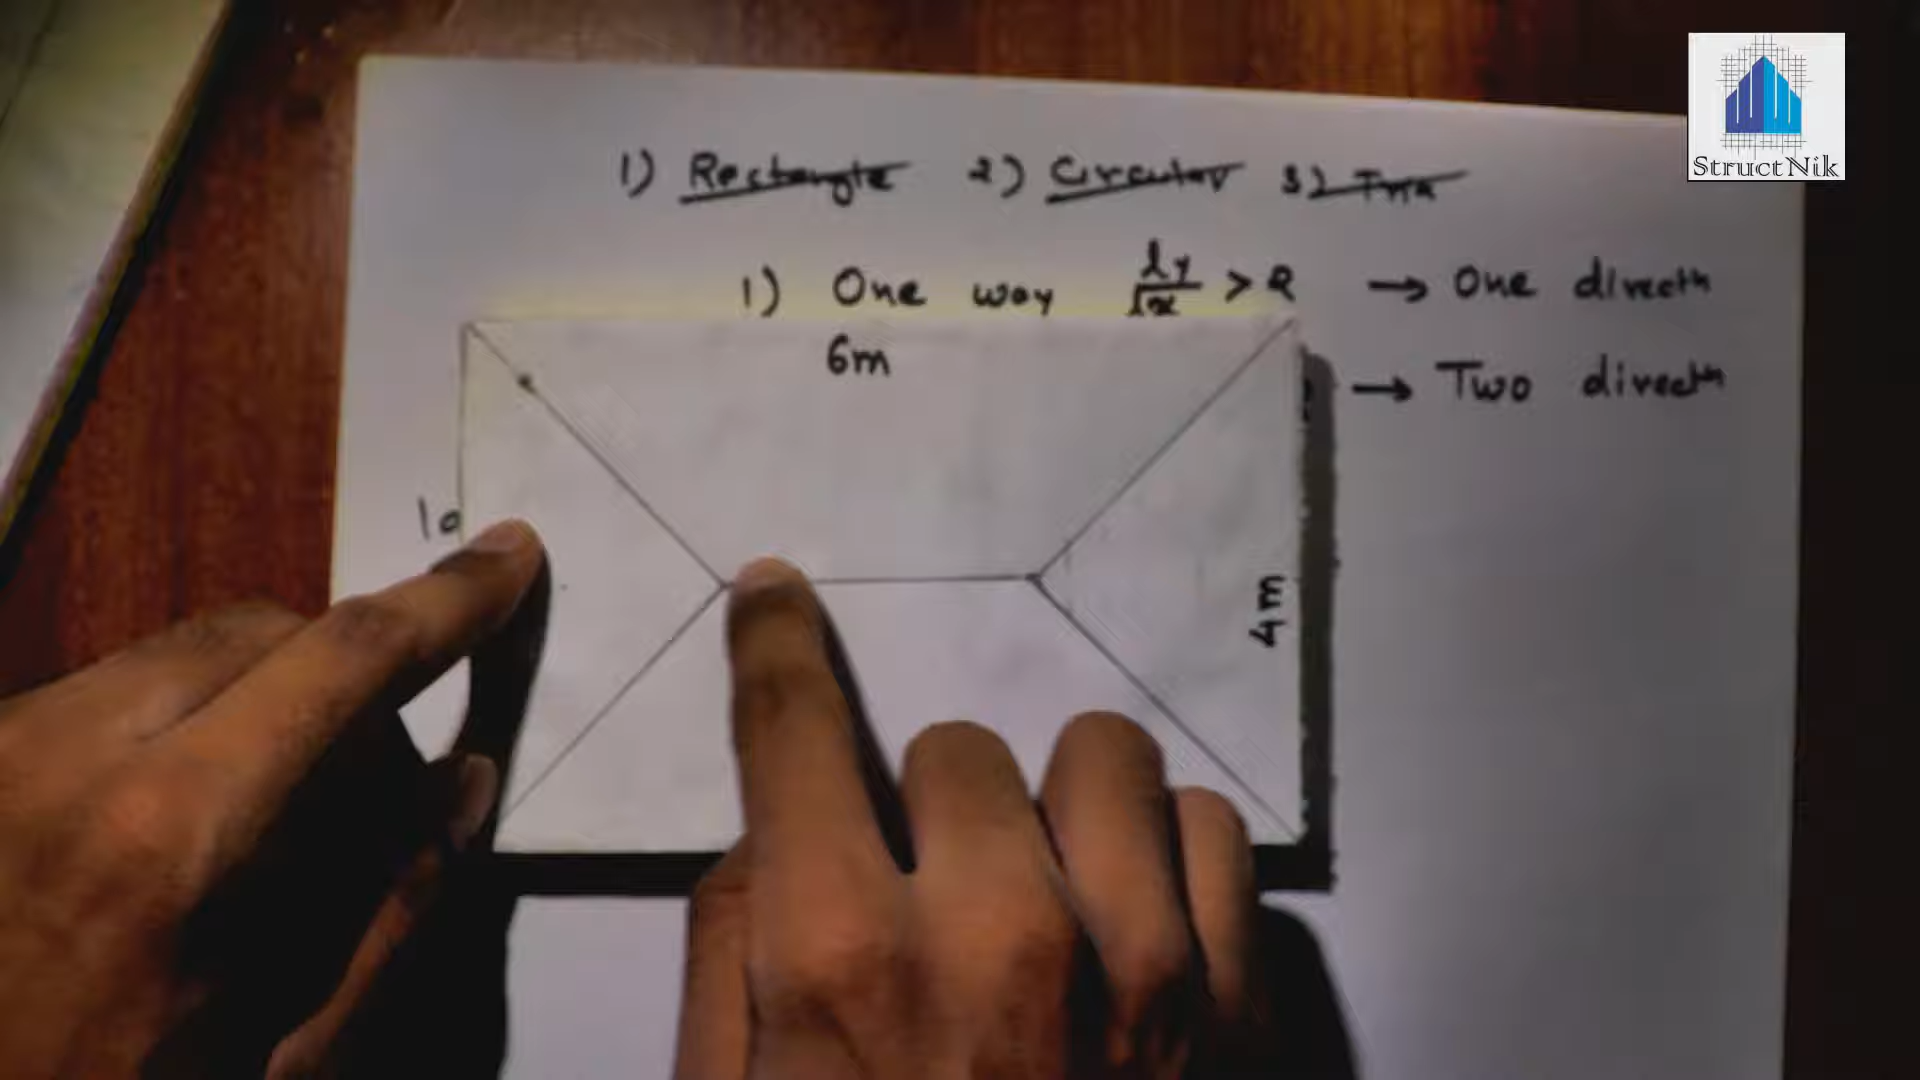 1) Rectangle 2) Circular 3)
StructNik
1) One way ly/lx > 2 → One directn
6m
→ Two directn
10
4m